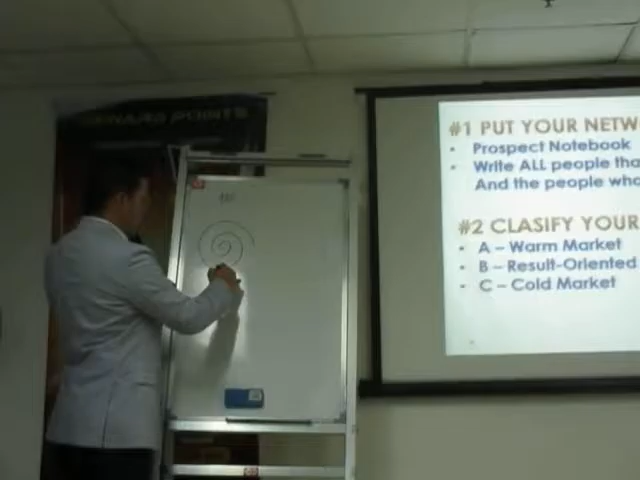 POINTS
#1 PUT YOUR NETW
• Prospect Notebook
• Write ALL people tha
And the people who
#2 CLASIFY YOUR
• A – Warm Market
• B – Result-Oriented
• C – Cold Market